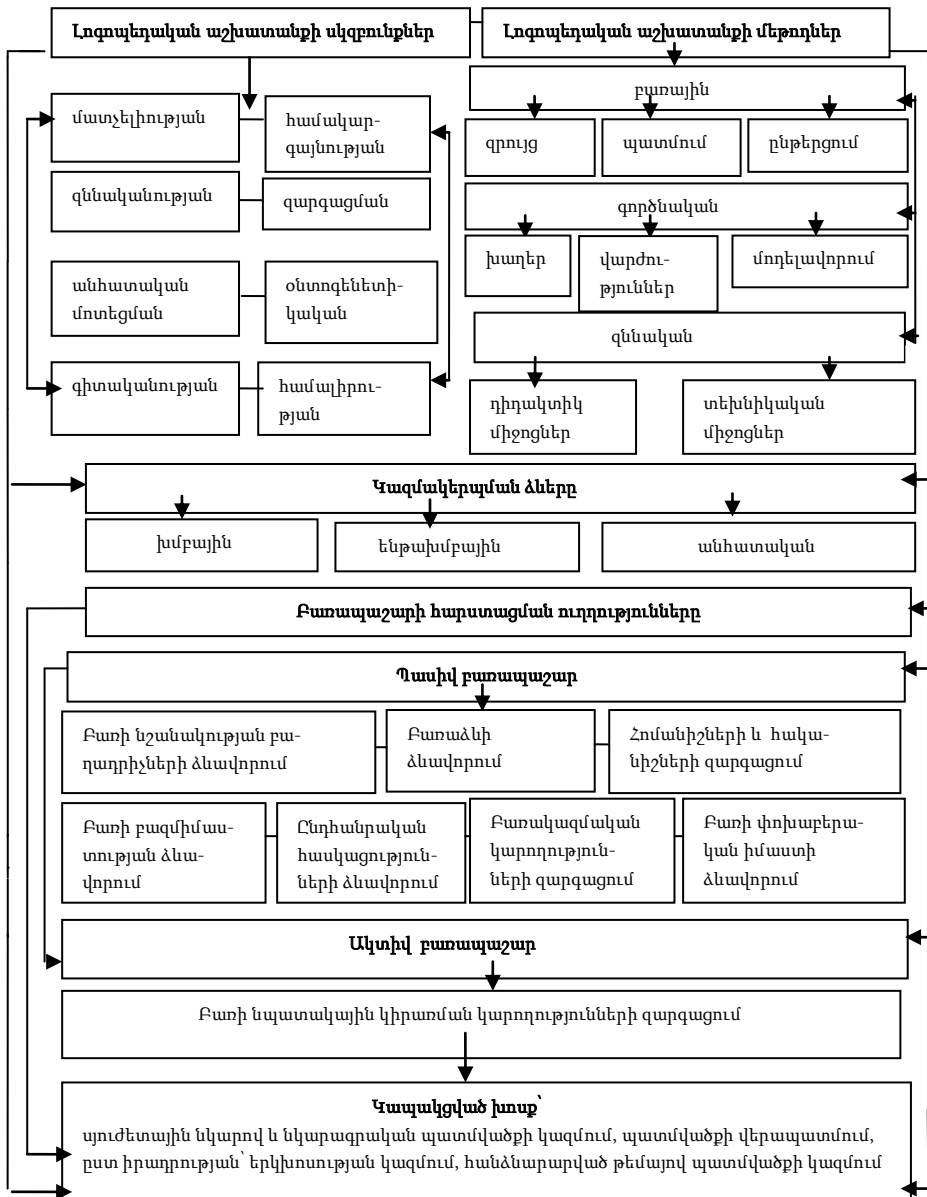 Լոգոպեդական աշխատանքի սկզբունքներ
Լոգոպեդական աշխատանքի մեթոդներ
մատչելիության
համակար-
գայնության
զննականության
զարգացման
անհատական
մոտեցման
օնտոգենետի-
կական
գիտականության
համալիրու-
թյան
բառային
զրույց
պատմում
ընթերցում
գործնական
խաղեր
վարժու-
թյուններ
մոդելավորում
զննական
դիդակտիկ
միջոցներ
տեխնիկական
միջոցներ
Կազմակերպման ձևերը
խմբային
ենթախմբային
անհատական
Բառապաշարի հարստացման ուղղությունները
Պասիվ բառապաշար
Բառի նշանակության բա-
ղադրիչների ձևավորում
Բառաձևի
ձևավորում
Հոմանիշների և հակա-
նիշների զարգացում
Բառի բազմիմաս-
տության ձևա-
վորում
Ընդհանրական
հասկացություն-
ների ձևավորում
Բառակազմական
կարողություն-
ների զարգացում
Բառի փոխաբերա-
կան իմաստի
ձևավորում
Ակտիվ բառապաշար
Բառի նպատակային կիրառման կարողությունների զարգացում
Կապակցված խոսք՝
սյուժետային նկարով և նկարագրական պատմվածքի կազմում, պատմվածքի վերապատմում,
ըստ իրադրության՝ երկխոսության կազմում, հանձնարարված թեմայով պատմվածքի կազմում